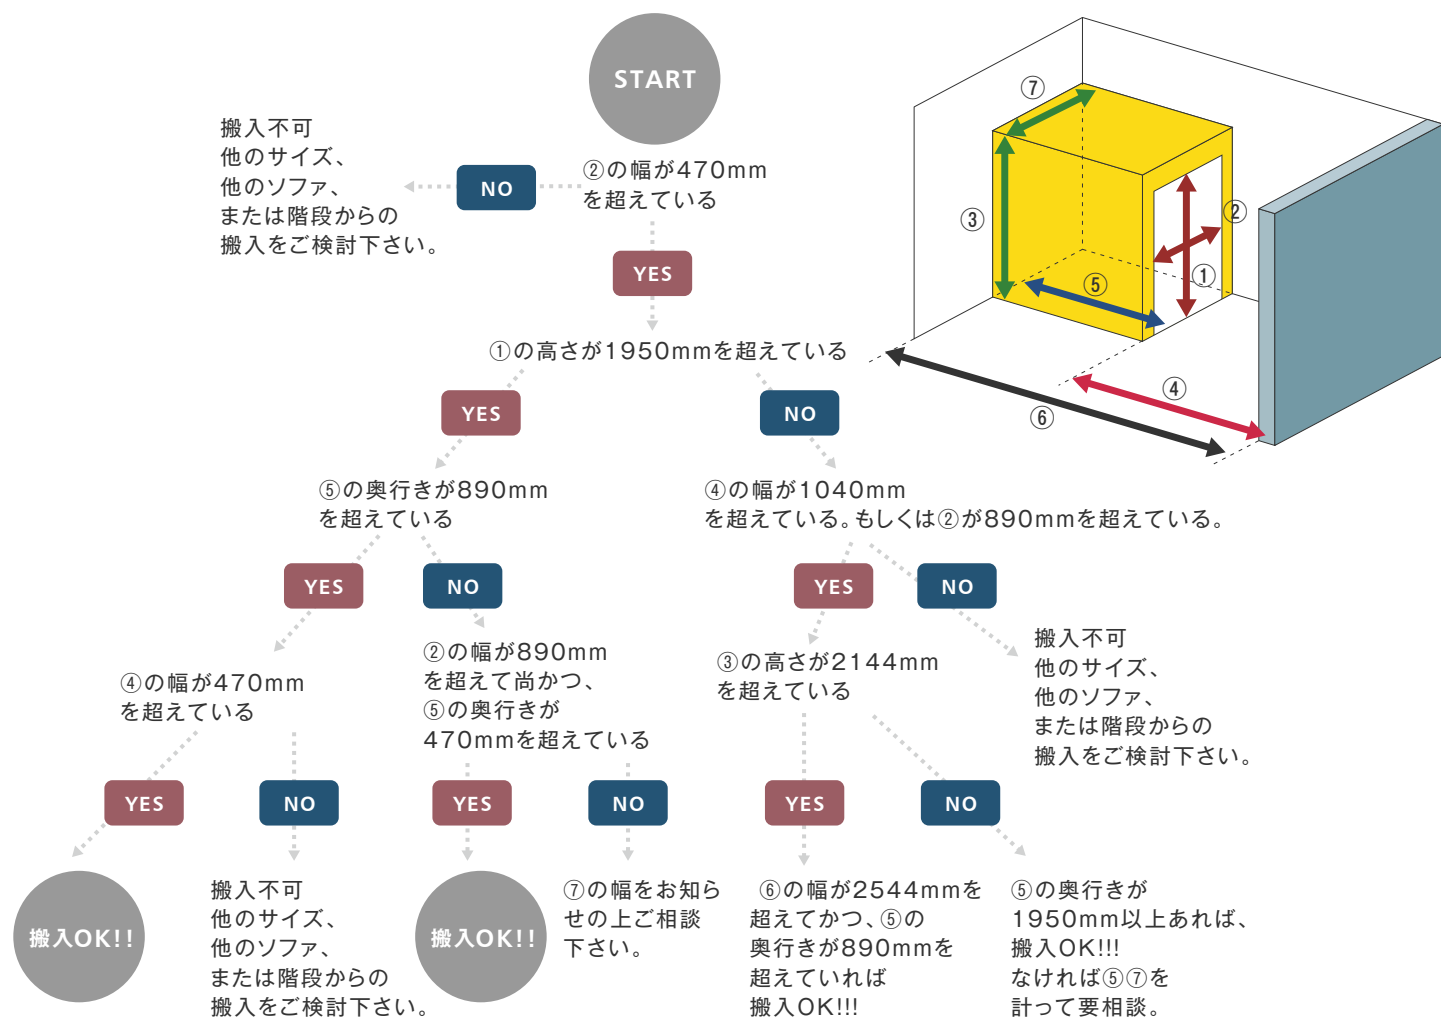 START
②の幅が470mm
を超えている
NO
搬入不可
他のサイズ、
他のソファ、
または階段からの
搬入をご検討下さい。
YES
①の高さが1950mmを超えている
YES
NO
⑤の奥行きが890mm
を超えている
④の幅が1040mm
を超えている。もしくは②が890mmを超えている。
YES
NO
YES
NO
④の幅が470mm
を超えている
②の幅が890mm
を超えて尚かつ、
⑤の奥行きが
470mmを超えている
③の高さが2144mm
を超えている
搬入不可
他のサイズ、
他のソファ、
または階段からの
搬入をご検討下さい。
YES
NO
YES
NO
YES
NO
搬入OK!!
搬入不可
他のサイズ、
他のソファ、
または階段からの
搬入をご検討下さい。
搬入OK!!
⑦の幅をお知ら
せの上ご相談
下さい。
⑥の幅が2544mmを
超えてかつ、⑤の
奥行きが890mmを
超えていれば
搬入OK!!!
⑤の奥行きが
1950mm以上あれば、
搬入OK!!!
なければ⑤⑦を
計って要相談。
⑦
③
②
①
⑤
④
⑥